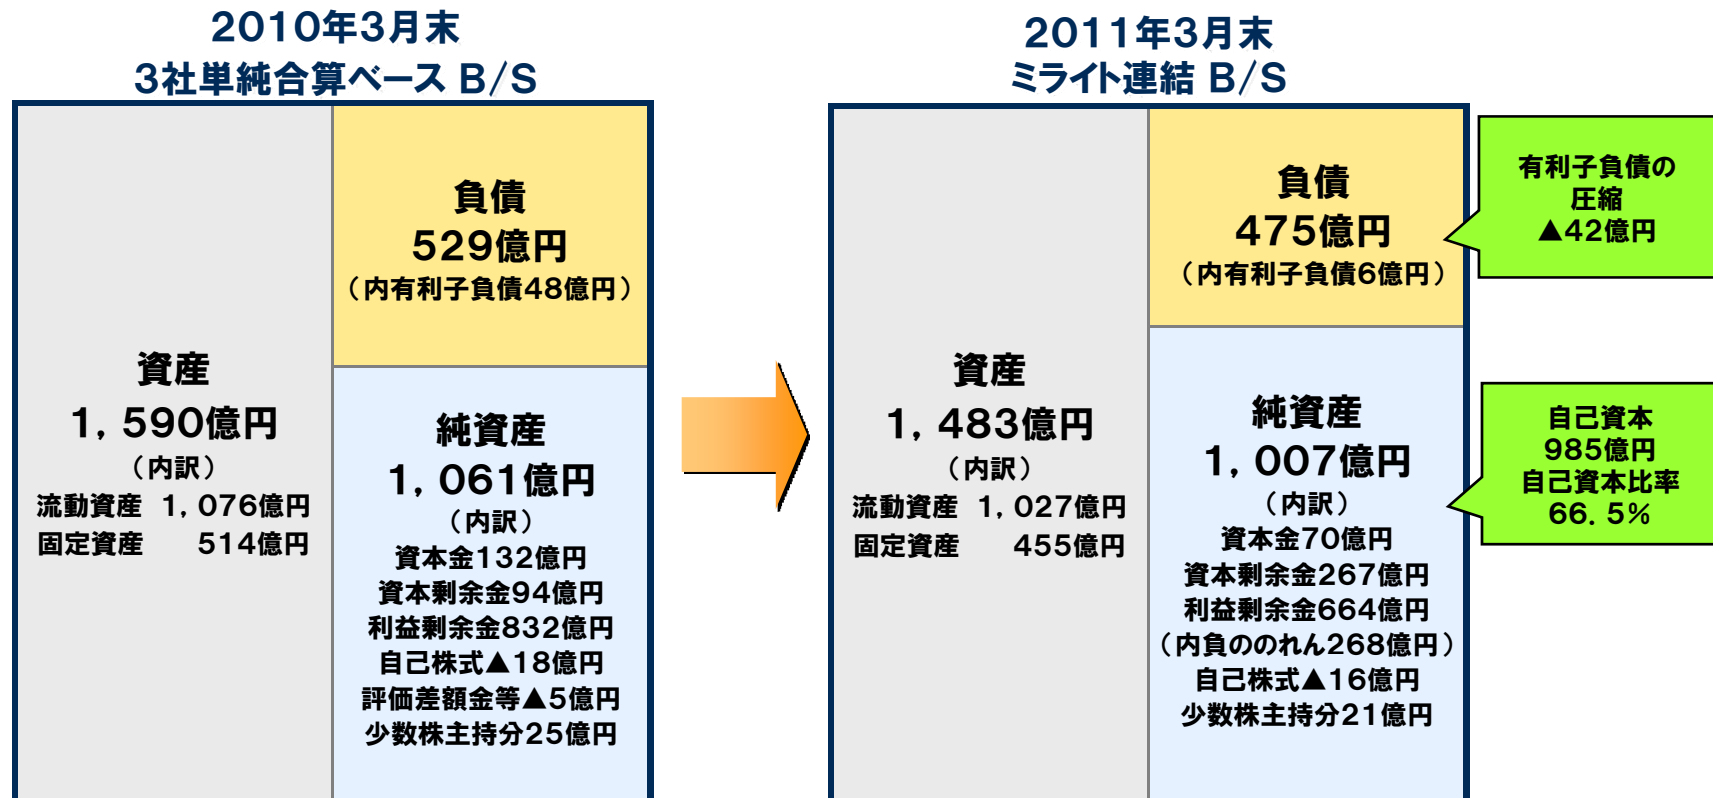 2010年3月末
3社単純合算ベース B/S
資産
1，590億円
（内訳）
流動資産 1，076億円
固定資産 514億円
負債
529億円
（内有利子負債48億円）
純資産
1，061億円
（内訳）
資本金132億円
資本剰余金94億円
利益剰余金832億円
自己株式▲18億円
評価差額金等▲5億円
少数株主持分25億円
2011年3月末
ミライト連結 B/S
資産
1，483億円
（内訳）
流動資産 1，027億円
固定資産 455億円
負債
475億円
（内有利子負債6億円）
純資産
1，007億円
（内訳）
資本金70億円
資本剰余金267億円
利益剰余金664億円
（内負ののれん268億円）
自己株式▲16億円
少数株主持分21億円
有利子負債の
圧縮
▲42億円
自己資本
985億円
自己資本比率
66．5%